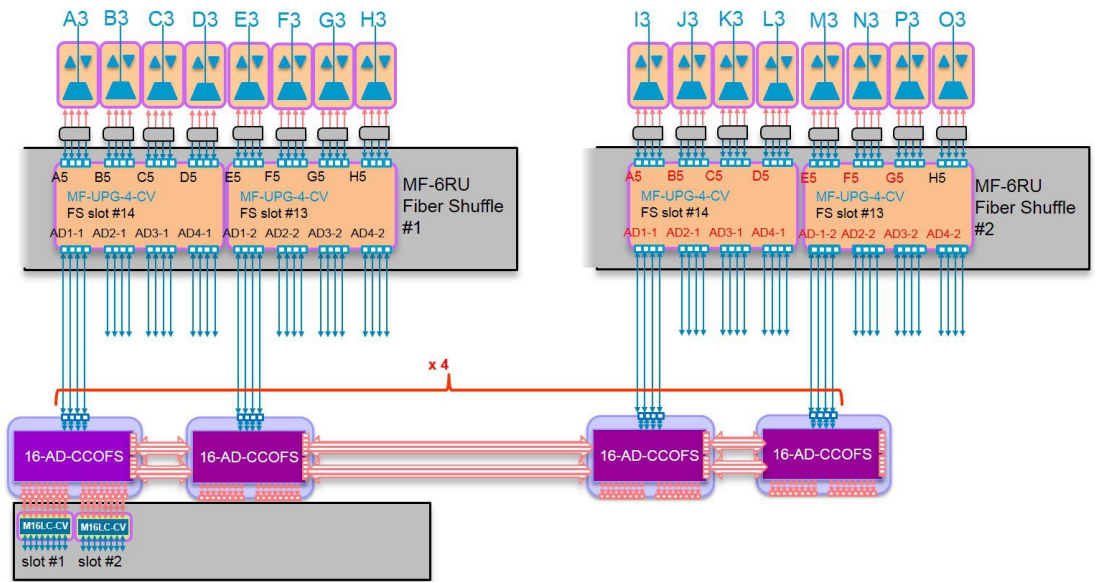 A3 B3 C3 D3 E3 F3 G3 H3 I3 J3 K3 L3 M3 N3 P3 O3
A5 B5 C5 D5 E5 F5 G5 H5
MF-UPG-4-CV MF-UPG-4-CV
FS slot #14 FS slot #13
AD1-1 AD2-1 AD3-1 AD4-1 AD1-2 AD2-2 AD3-2 AD4-2
MF-6RU
Fiber Shuffle
#1
A5 B5 C5 D5 E5 F5 G5 H5
MF-UPG-4-CV MF-UPG-4-CV
FS slot #14 FS slot #13
AD1-1 AD2-1 AD3-1 AD4-1 AD-1-2 AD2-2 AD3-2 AD4-2
MF-6RU
Fiber Shuffle
#2
x 4
16-AD-CCOFS 16-AD-CCOFS 16-AD-CCOFS 16-AD-CCOFS
M16LC-CV M16LC-CV
slot #1 slot #2